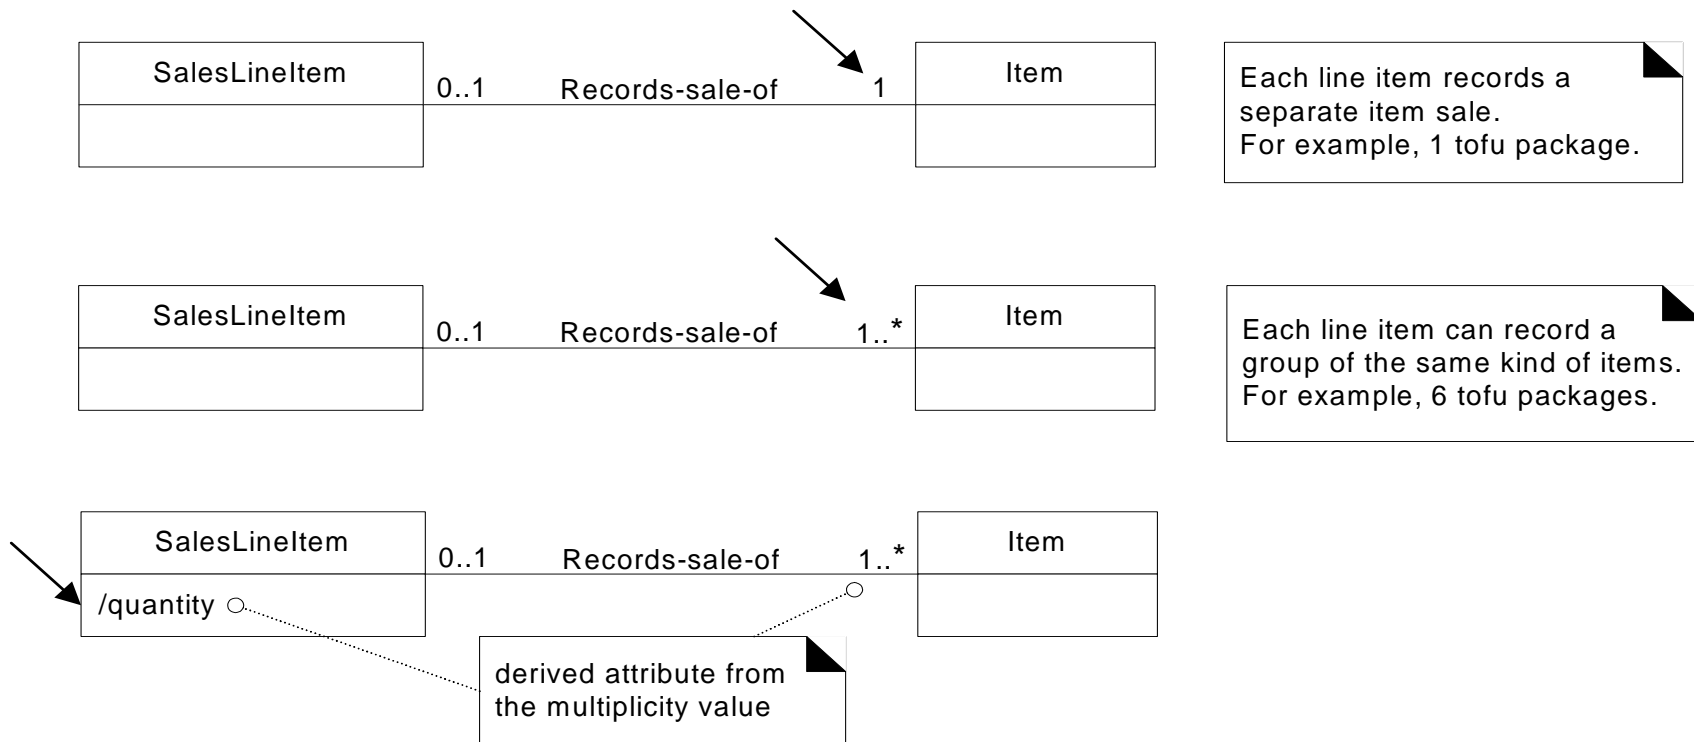 SalesLineItem
0..1 Records-sale-of 1
Item
Each line item records a
separate item sale.
For example, 1 tofu package.
SalesLineItem
0..1 Records-sale-of 1..*
Item
Each line item can record a
group of the same kind of items.
For example, 6 tofu packages.
SalesLineItem
/quantity
0..1 Records-sale-of 1..*
Item
derived attribute from
the multiplicity value